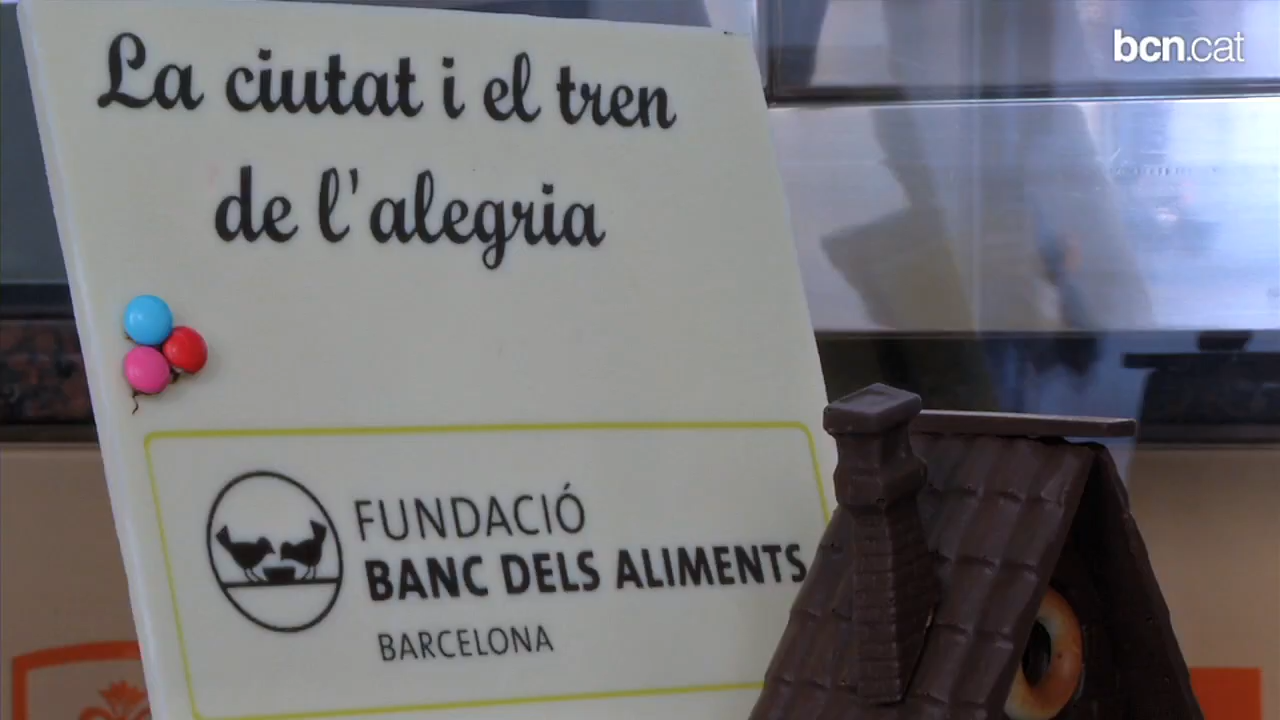 bcn.cat
La ciutat i el tren
de l'alegria
FUNDACIÓ
BANC DELS ALIMENTS
BARCELONA